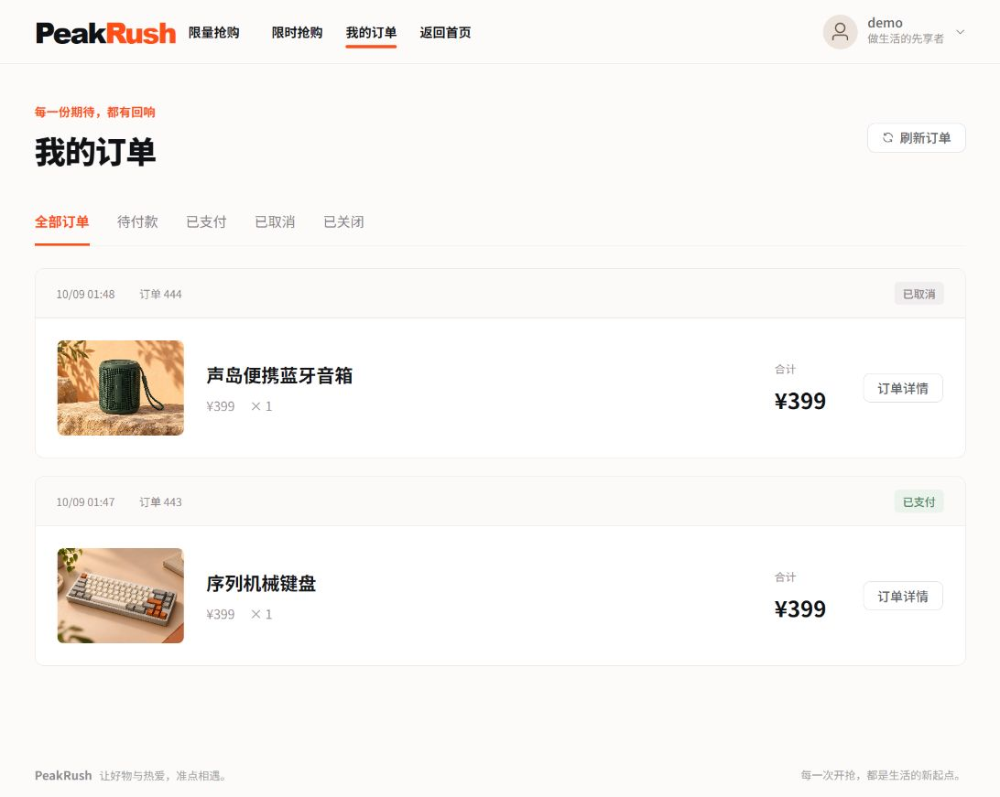 PeakRush 限量抢购 限时抢购 我的订单 返回首页
demo
做生活的先享者
每一份期待，都有回响
我的订单
刷新订单
全部订单 待付款 已支付 已取消 已关闭
10/09 01:48 订单 444 已取消
声岛便携蓝牙音箱
¥399 × 1
合计
¥399
订单详情
10/09 01:47 订单 443 已支付
序列机械键盘
¥399 × 1
合计
¥399
订单详情
PeakRush 让好物与热爱，准点相遇。
每一次开抢，都是生活的新起点。